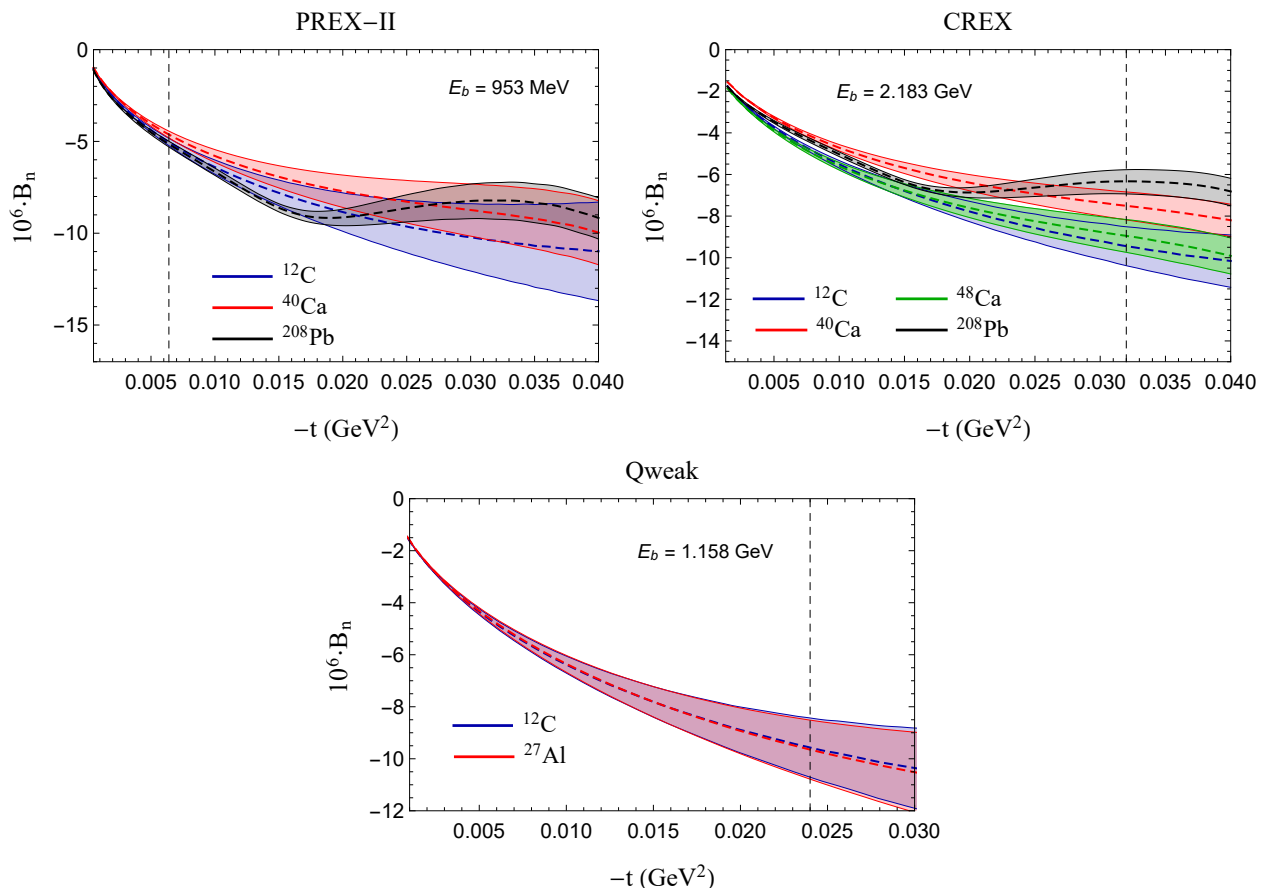 PREX−II
0
−5
−10
−15
10⁶·Bₙ
E_b = 953 MeV
¹²C
⁴⁰Ca
²⁰⁸Pb
0.005 0.010 0.015 0.020 0.025 0.030 0.035 0.040
−t (GeV²)
CREX
0
−2
−4
−6
−8
−10
−12
−14
10⁶·Bₙ
E_b = 2.183 GeV
¹²C ⁴⁸Ca
⁴⁰Ca ²⁰⁸Pb
0.005 0.010 0.015 0.020 0.025 0.030 0.035 0.040
−t (GeV²)
Qweak
0
−2
−4
−6
−8
−10
−12
10⁶·Bₙ
E_b = 1.158 GeV
¹²C
²⁷Al
0.005 0.010 0.015 0.020 0.025 0.030
−t (GeV²)